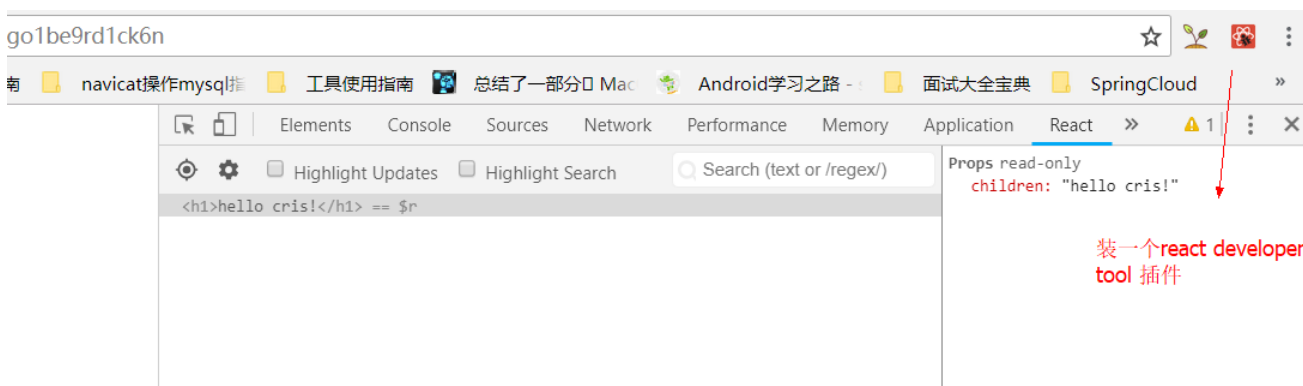 go1be9rd1ck6n
南 navicat操作mysql指 工具使用指南 总结了一部分 Mac Android学习之路 - 面试大全宝典 SpringCloud »
Elements Console Sources Network Performance Memory Application React » 1
Highlight Updates Highlight Search Search (text or /regex/)
Props read-only
children: "hello cris!"
<h1>hello cris!</h1> == $r
装一个react developer
tool 插件